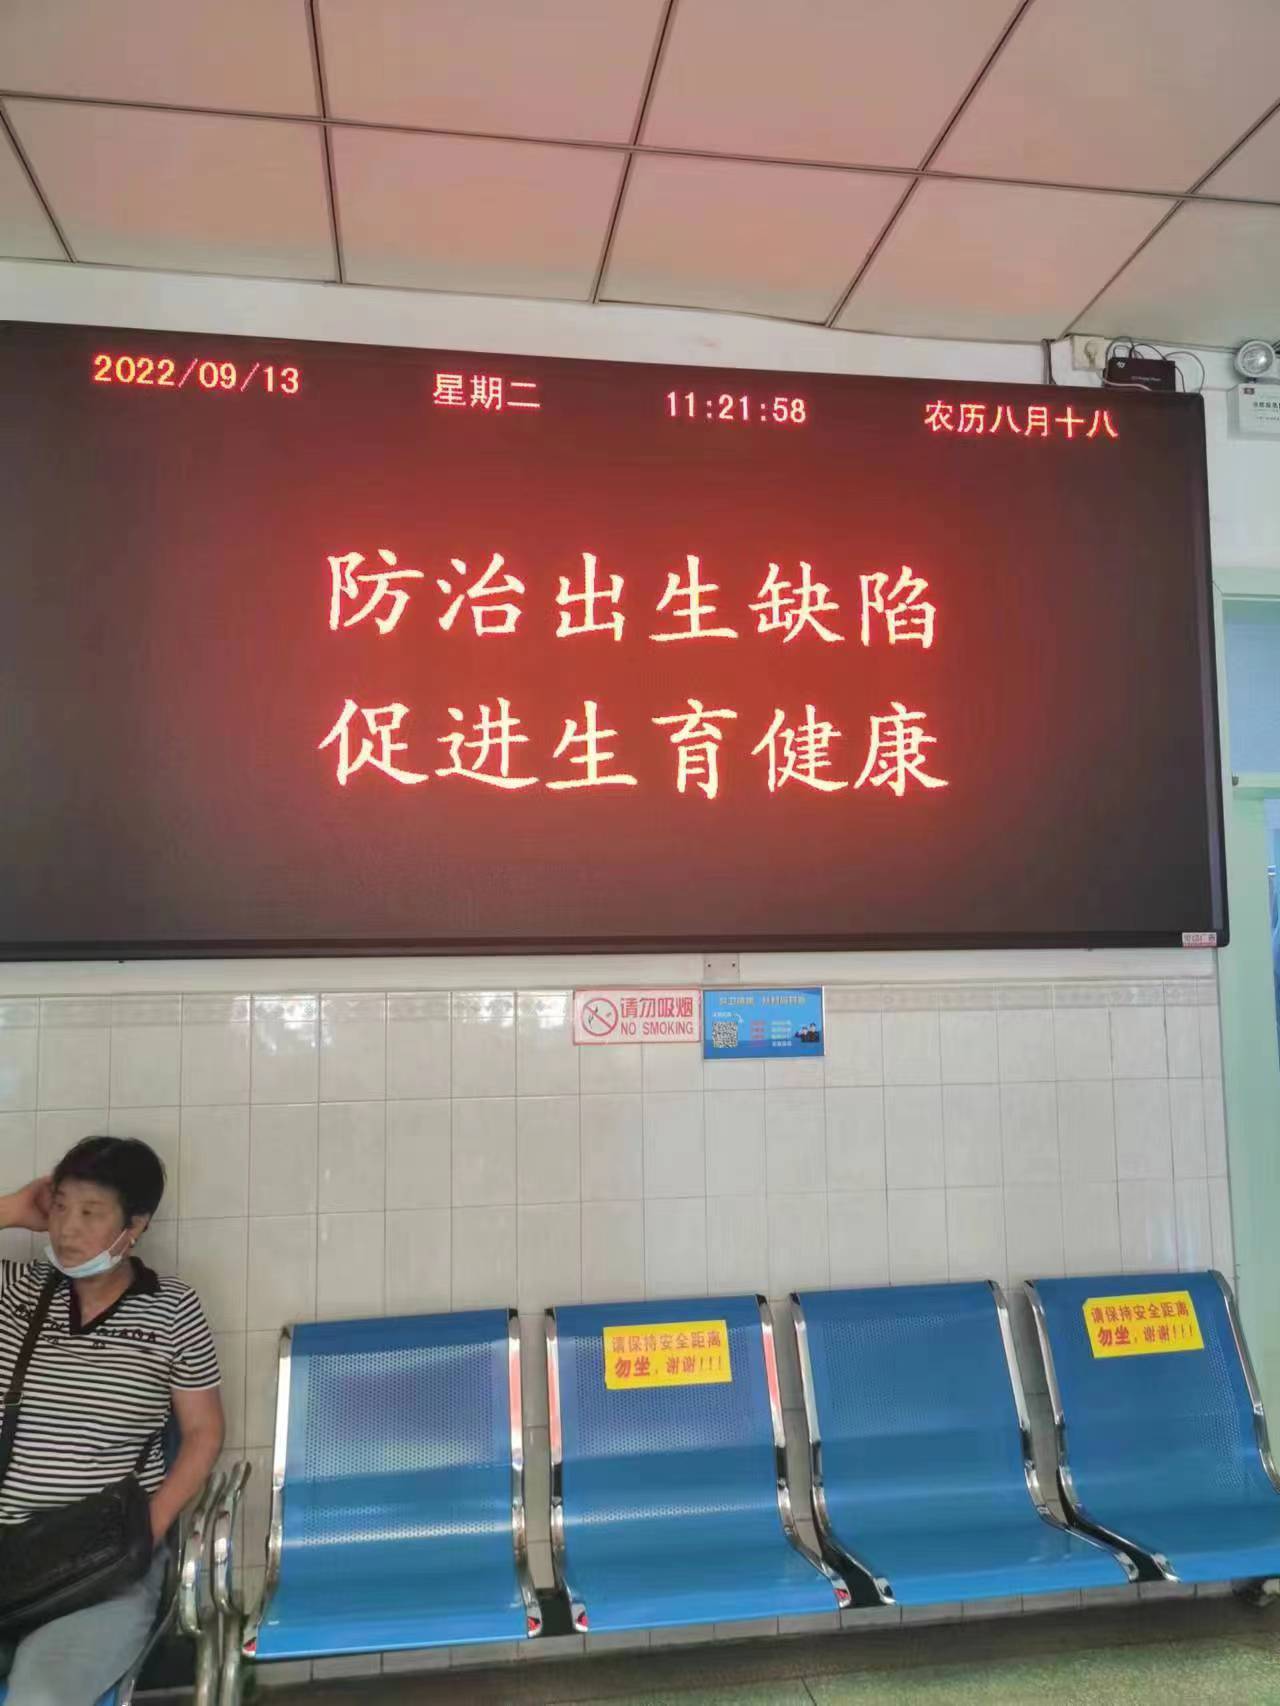 2022/09/13 星期二 11:21:58 农历八月十八
防治出生缺陷
促进生育健康
请勿吸烟
NO SMOKING
请保持安全距离
勿坐，谢谢！！！
请保持安全距离
勿坐，谢谢！！！